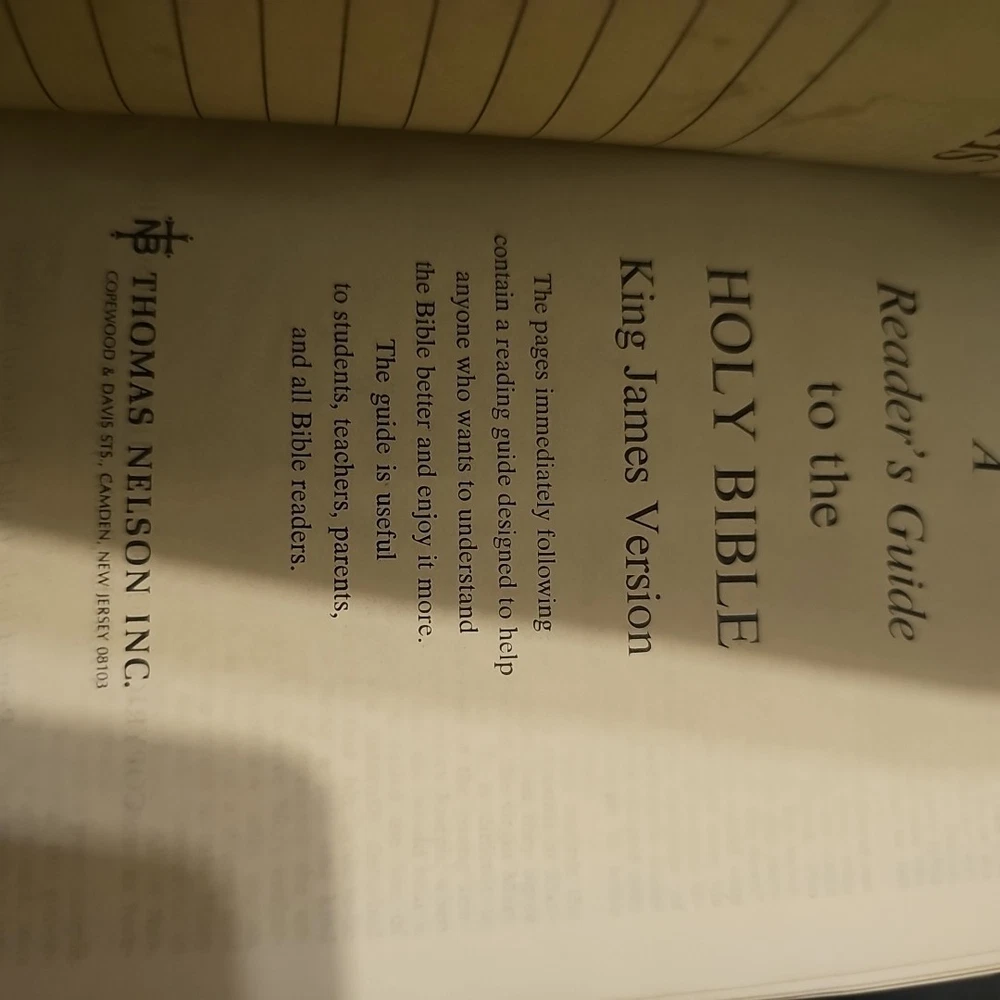 A
Reader's Guide
to the
HOLY BIBLE
King James Version
The pages immediately following
contain a reading guide designed to help
anyone who wants to understand
the Bible better and enjoy it more.
The guide is useful
to students, teachers, parents,
and all Bible readers.
NB THOMAS NELSON INC.
COPEWOOD & DAVIS STS., CAMDEN, NEW JERSEY 08103